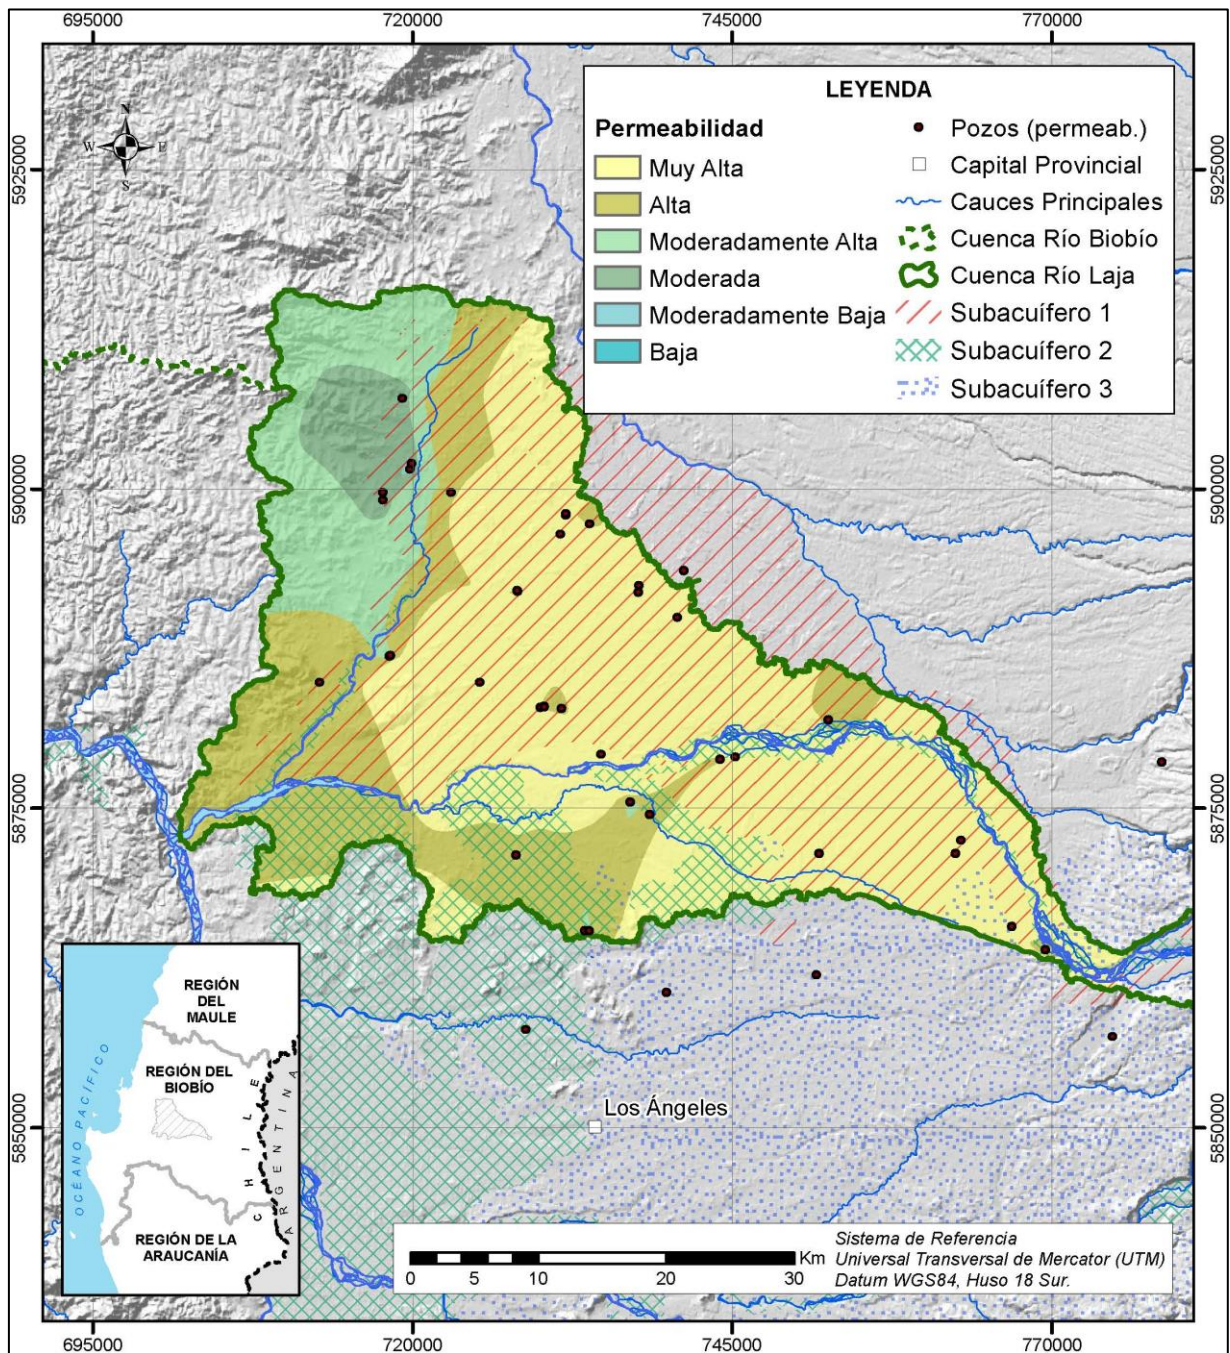 695000
720000
745000
770000
5925000
5900000
5875000
5850000
N
W
E
S
LEYENDA
Permeabilidad
Muy Alta
Alta
Moderadamente Alta
Moderada
Moderadamente Baja
Baja
Pozos (permeab.)
Capital Provincial
Cauces Principales
Cuenca Río Biobío
Cuenca Río Laja
Subacuífero 1
Subacuífero 2
Subacuífero 3
5925000
5900000
5875000
5850000
Los Ángeles
OCÉANO PACÍFICO
REGIÓN
DEL
MAULE
REGIÓN DEL
BIOBÍO
REGIÓN DE LA
ARAUCANÍA
CHILE
ARGENTINA
Km
0
5
10
20
30
Sistema de Referencia
Universal Transversal de Mercator (UTM)
Datum WGS84, Huso 18 Sur.
695000
720000
745000
770000